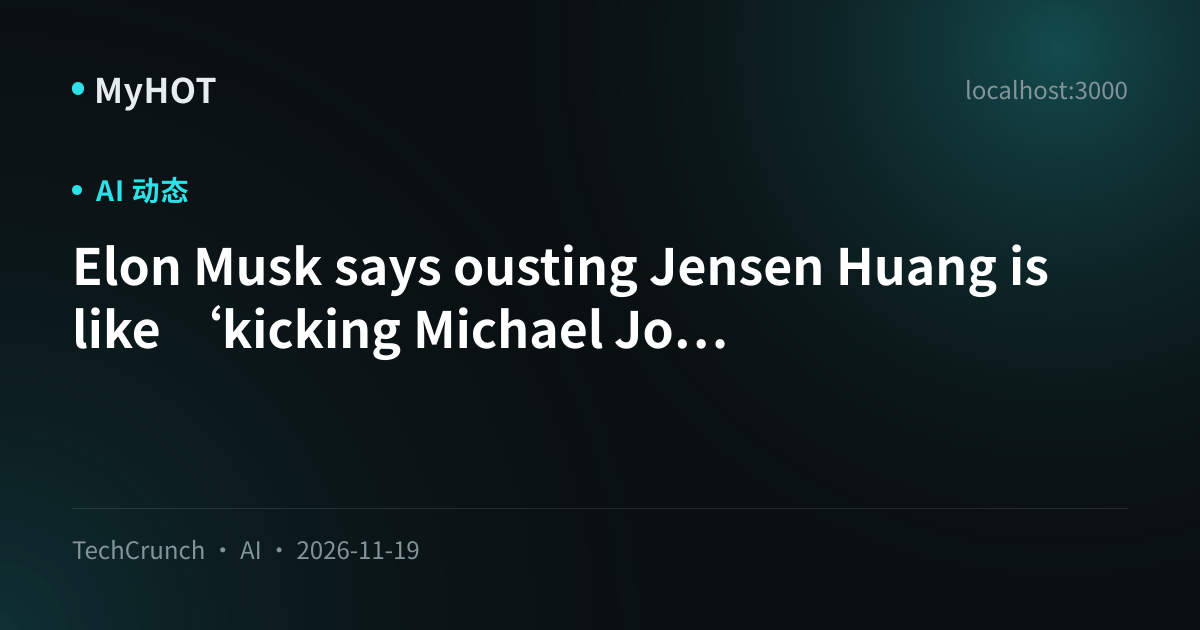 MyHOT
localhost:3000
AI 动态
Elon Musk says ousting Jensen Huang is
like ‘kicking Michael Jo…
TechCrunch • AI • 2026-11-19